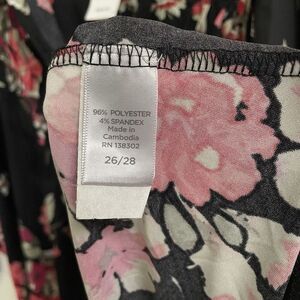 96% POLYESTER
4% SPANDEX
Made in
Cambodia
RN 138302
26/28